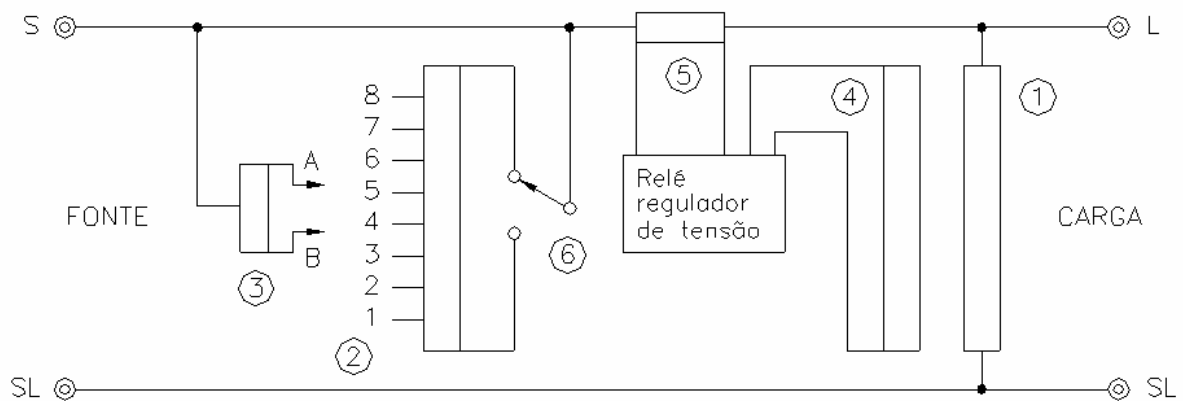 S
L
5
8
4
1
7
A
6
Relé
regulador
de tensão
5
FONTE
4
CARGA
B
3
6
3
2
1
2
SL
SL